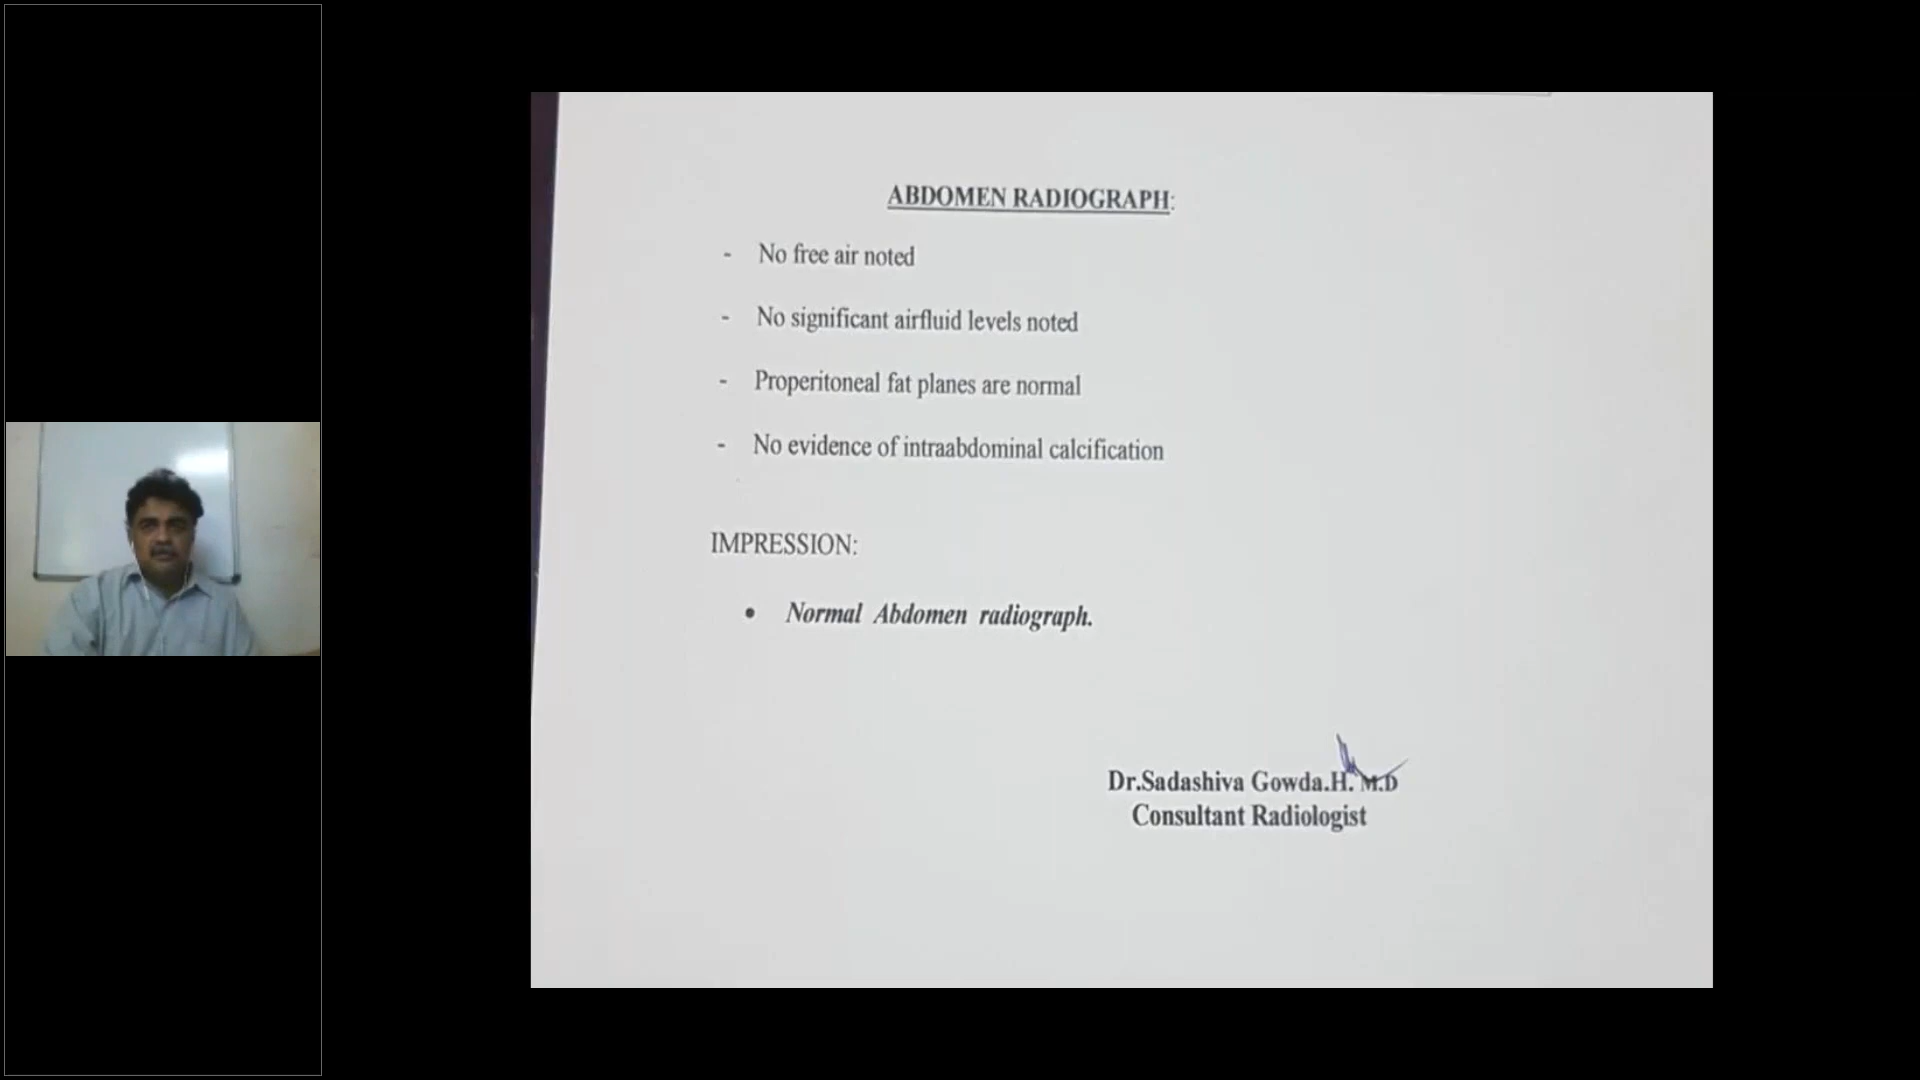 ABDOMEN RADIOGRAPH:
- No free air noted
- No significant airfluid levels noted
- Properitoneal fat planes are normal
- No evidence of intraabdominal calcification
IMPRESSION:
• Normal Abdomen radiograph.
Dr.Sadashiva Gowda.H. M.D
Consultant Radiologist